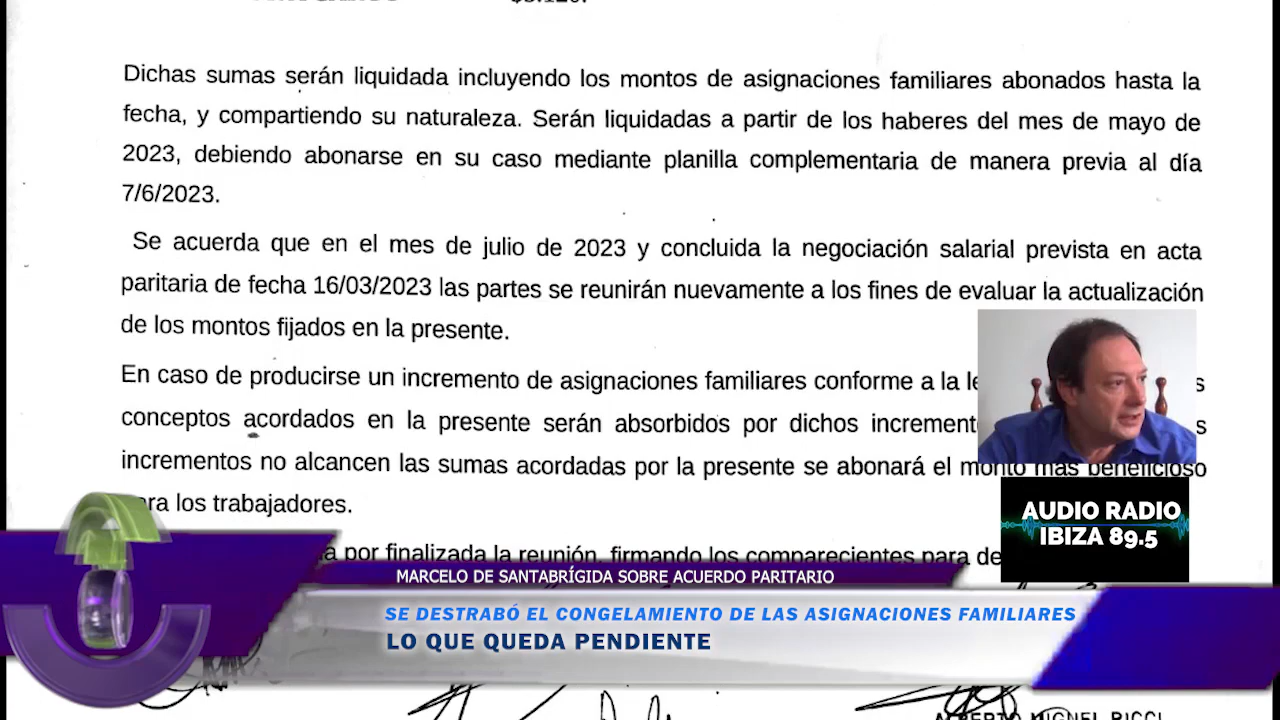 Dichas sumas serán liquidada incluyendo los montos de asignaciones familiares abonados hasta la
fecha, y compartiendo su naturaleza. Serán liquidadas a partir de los haberes del mes de mayo de
2023, debiendo abonarse en su caso mediante planilla complementaria de manera previa al día
7/6/2023.
Se acuerda que en el mes de julio de 2023 y concluida la negociación salarial prevista en acta
paritaria de fecha 16/03/2023 las partes se reunirán nuevamente a los fines de evaluar la actualización
de los montos fijados en la presente.
En caso de producirse un incremento de asignaciones familiares conforme a la
conceptos acordados en la presente serán absorbidos por dichos
incrementos no alcancen las sumas acordadas por la presente se abonará el monto más beneficioso
para los trabajadores.
por finalizada la reunión, firmando los comparecientes para
AUDIO RADIO
IBIZA 89.5
MARCELO DE SANTABRÍGIDA SOBRE ACUERDO PARITARIO
SE DESTRABÓ EL CONGELAMIENTO DE LAS ASIGNACIONES FAMILIARES
LO QUE QUEDA PENDIENTE
ALBERTO MIGUEL RICCI